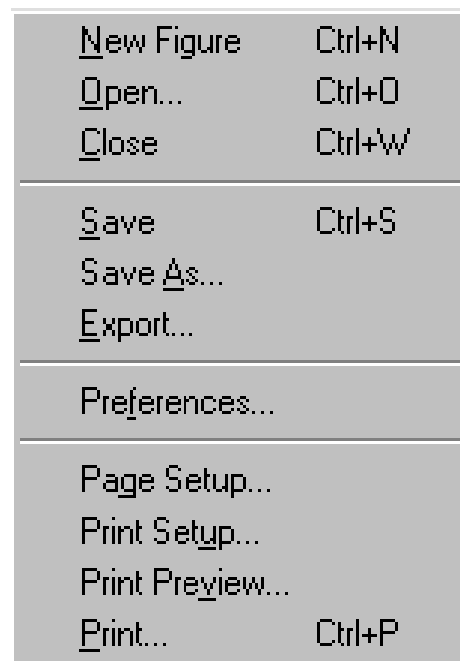 New Figure Ctrl+N
Open... Ctrl+O
Close Ctrl+W
Save Ctrl+S
Save As...
Export...
Preferences...
Page Setup...
Print Setup...
Print Preview...
Print... Ctrl+P